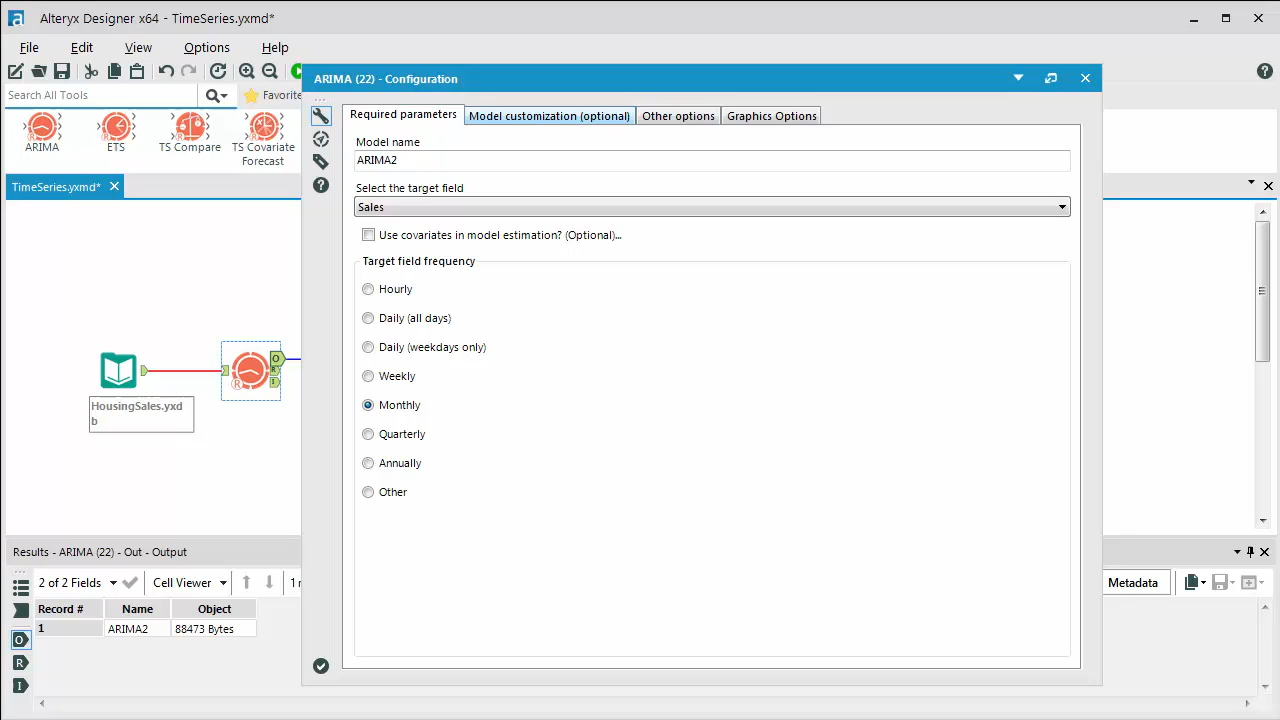 Alteryx Designer x64 - TimeSeries.yxmd*
File Edit View Options Help
Search All Tools
Favorite
ARIMA
ETS
TS Compare
TS Covariate
Forecast
TimeSeries.yxmd*
ARIMA (22) - Configuration
Required parameters
Model customization (optional)
Other options
Graphics Options
Model name
ARIMA2
Select the target field
Sales
Use covariates in model estimation? (Optional)...
Target field frequency
Hourly
Daily (all days)
Daily (weekdays only)
Weekly
Monthly
Quarterly
Annually
Other
HousingSales.yxd
b
R
O
R
I
Results - ARIMA (22) - Out - Output
2 of 2 Fields
Cell Viewer
Metadata
Record # Name Object
1 ARIMA2 88473 Bytes
O
R
I